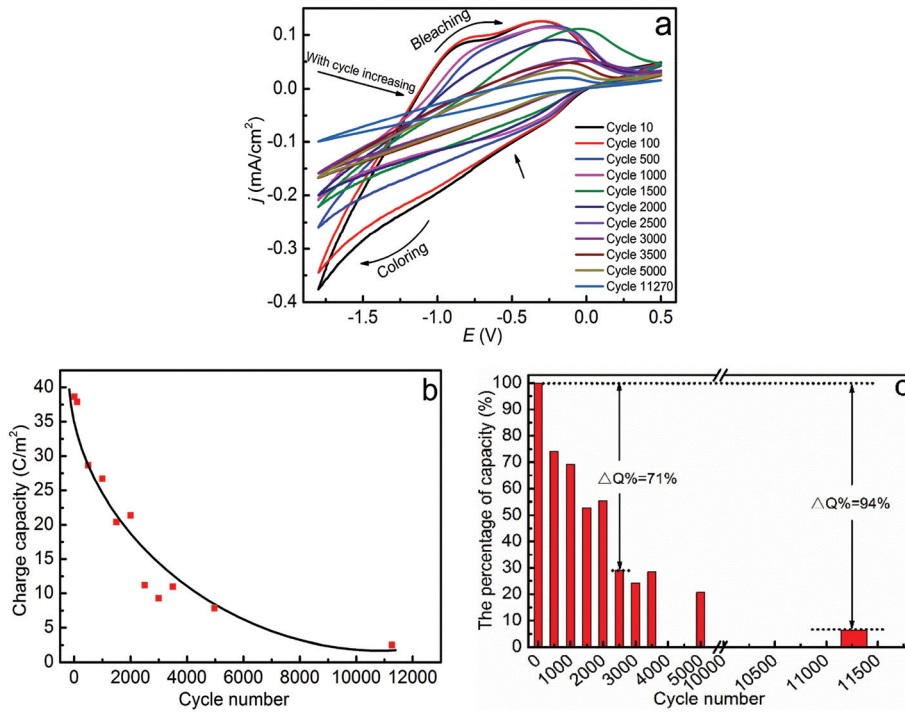 a
Bleaching
With cycle increasing
Coloring
j (mA/cm²)
0.1
0.0
-0.1
-0.2
-0.3
-0.4
-1.5
-1.0
-0.5
0.0
0.5
E (V)
Cycle 10
Cycle 100
Cycle 500
Cycle 1000
Cycle 1500
Cycle 2000
Cycle 2500
Cycle 3000
Cycle 3500
Cycle 5000
Cycle 11270
b
Charge capacity (C/m²)
40
35
30
25
20
15
10
5
0
0
2000
4000
6000
8000
10000
12000
Cycle number
c
The percentage of capacity (%)
100
90
80
70
60
50
40
30
20
10
0
△Q%=71%
△Q%=94%
0
1000
2000
3000
4000
5000
10000
10500
11000
11500
Cycle number